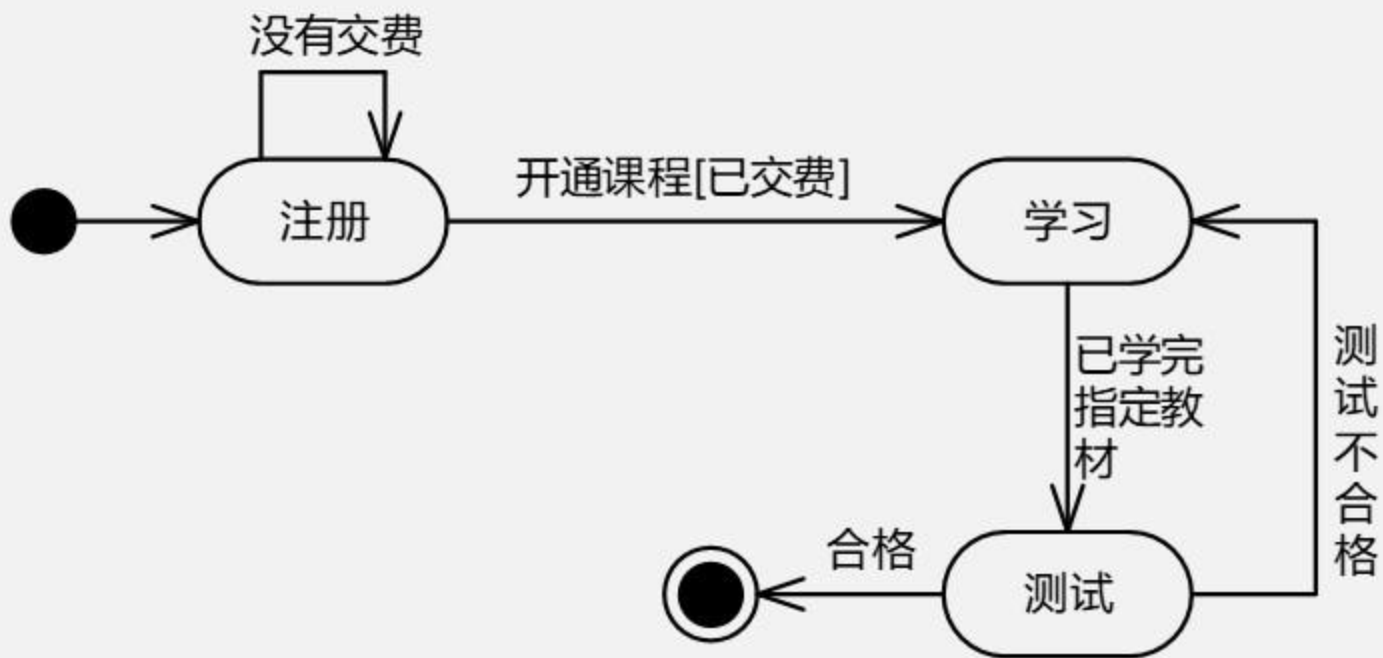 没有交费
开通课程[已交费]
注册
学习
已学完
指定教
材
测
试
不
合
格
合格
测试